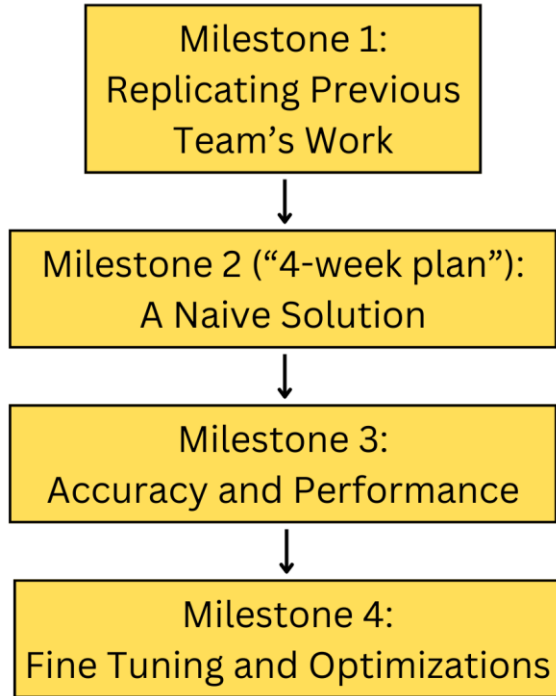 Milestone 1:
Replicating Previous
Team’s Work
Milestone 2 (“4-week plan”):
A Naive Solution
Milestone 3:
Accuracy and Performance
Milestone 4:
Fine Tuning and Optimizations